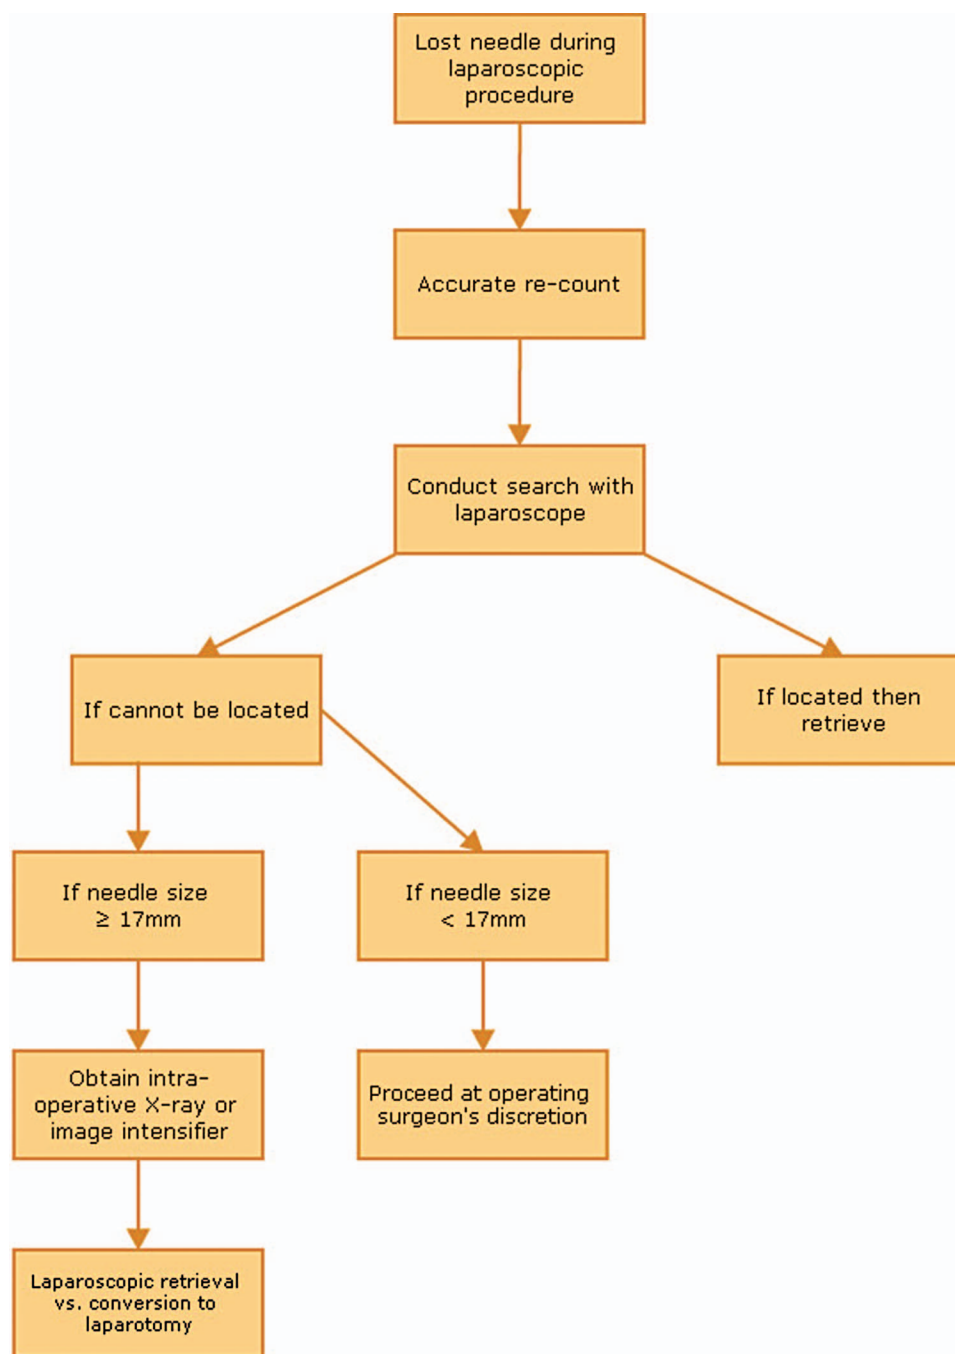 Lost needle during
laparoscopic
procedure
Accurate re-count
Conduct search with
laparoscope
If cannot be located
If located then
retrieve
If needle size
≥ 17mm
If needle size
< 17mm
Obtain intra-
operative X-ray or
image intensifier
Proceed at operating
surgeon's discretion
Laparoscopic retrieval
vs. conversion to
laparotomy